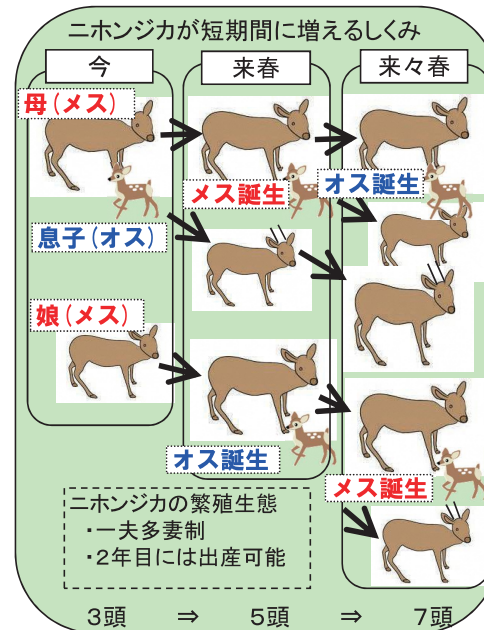 ニホンジカが短期間に増えるしくみ
今
来春
来々春
母(メス)
メス誕生
オス誕生
息子(オス)
娘(メス)
オス誕生
メス誕生
ニホンジカの繁殖生態
・一夫多妻制
・2年目には出産可能
3頭 ⇒ 5頭 ⇒ 7頭